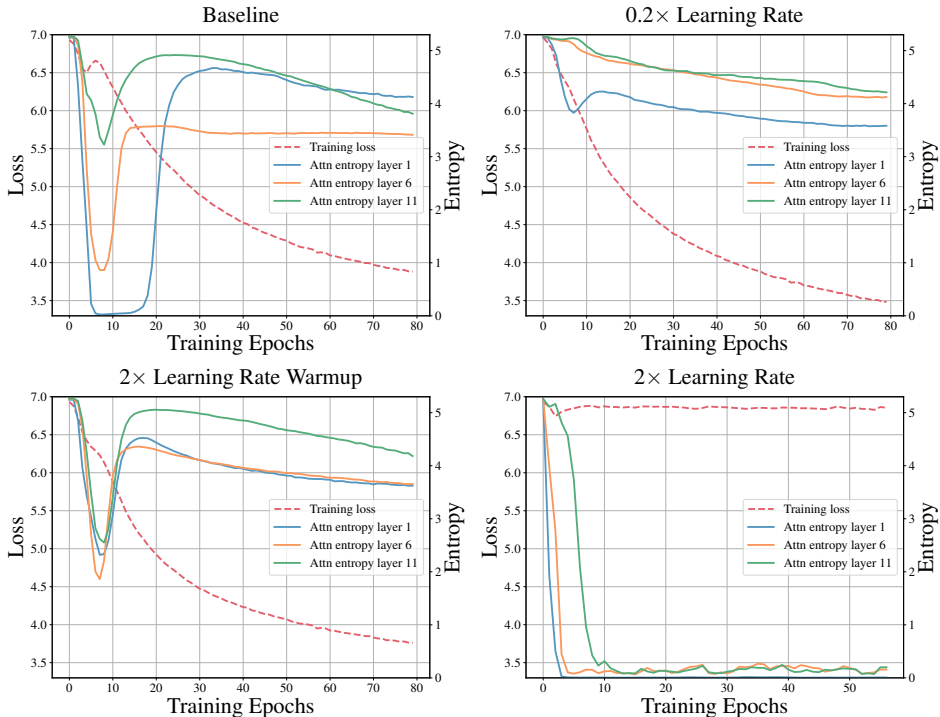 Baseline
7.0
6.5
6.0
5.5
5.0
4.5
4.0
3.5
Loss
5
4
3
2
1
0
Entropy
Training loss
Attn entropy layer 1
Attn entropy layer 6
Attn entropy layer 11
0 10 20 30 40 50 60 70 80
Training Epochs
0.2× Learning Rate
7.0
6.5
6.0
5.5
5.0
4.5
4.0
3.5
Loss
5
4
3
2
1
0
Entropy
Training loss
Attn entropy layer 1
Attn entropy layer 6
Attn entropy layer 11
0 10 20 30 40 50 60 70 80
Training Epochs
2× Learning Rate Warmup
7.0
6.5
6.0
5.5
5.0
4.5
4.0
3.5
Loss
5
4
3
2
1
0
Entropy
Training loss
Attn entropy layer 1
Attn entropy layer 6
Attn entropy layer 11
0 10 20 30 40 50 60 70 80
Training Epochs
2× Learning Rate
7.0
6.5
6.0
5.5
5.0
4.5
4.0
3.5
Loss
5
4
3
2
1
0
Entropy
Training loss
Attn entropy layer 1
Attn entropy layer 6
Attn entropy layer 11
0 10 20 30 40 50
Training Epochs